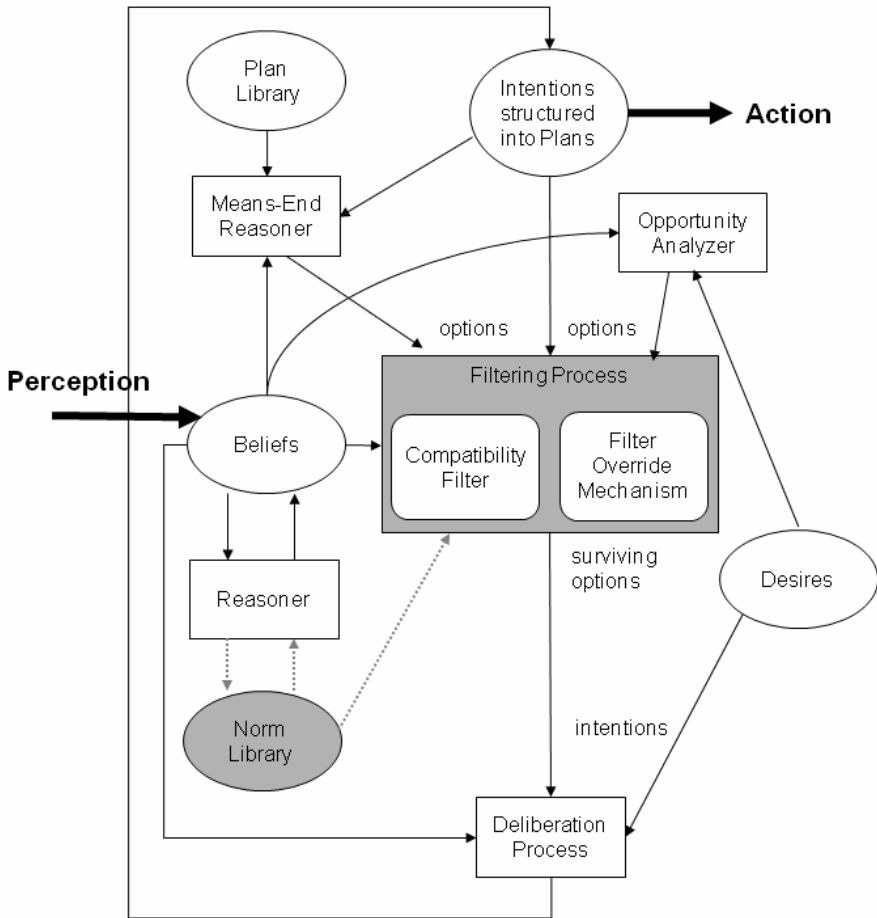 Plan
Library
Intentions
structured
into Plans
Action
Means-End
Reasoner
Opportunity
Analyzer
options
options
Perception
Filtering Process
Beliefs
Compatibility
Filter
Filter
Override
Mechanism
surviving
options
Desires
Reasoner
Norm
Library
intentions
Deliberation
Process